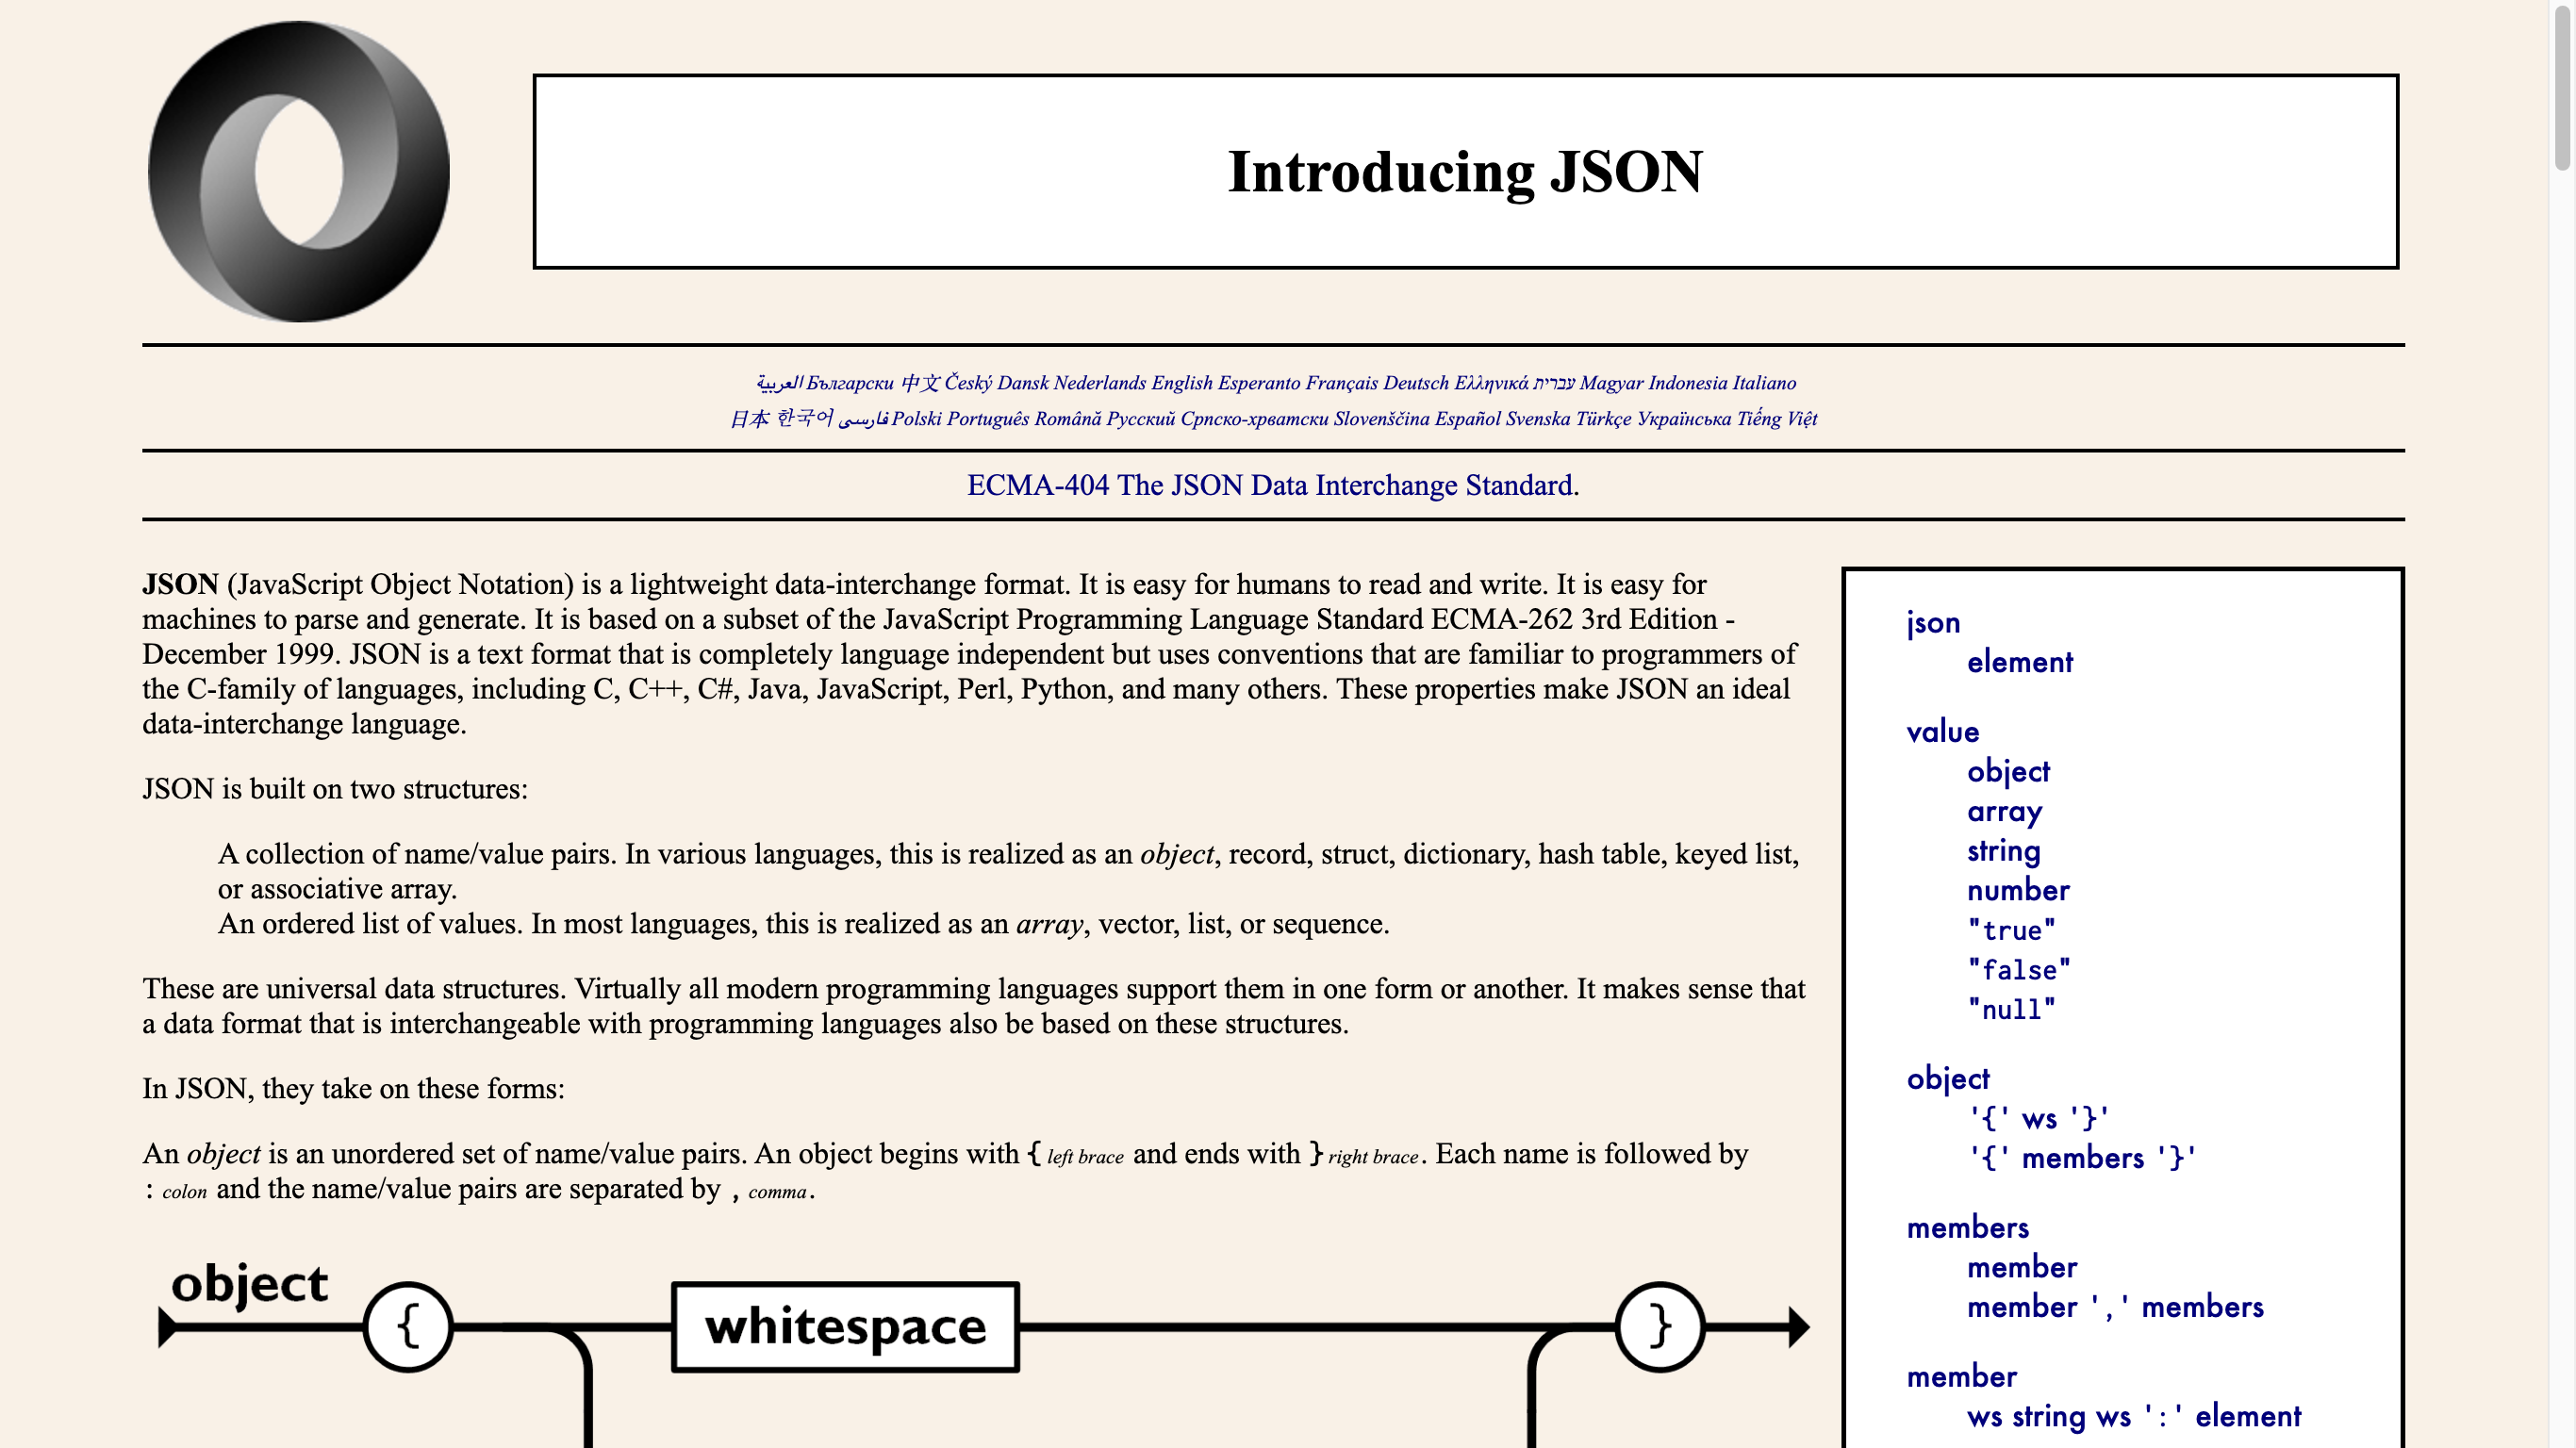 Introducing JSON
العربية Български 中文 Český Dansk Nederlands English Esperanto Français Deutsch Ελληνικά עברית Magyar Indonesia Italiano
日本 한국어 فارسی Polski Português Română Русский Српско-хрватски Slovenščina Español Svenska Türkçe Українська Tiếng Việt
ECMA-404 The JSON Data Interchange Standard.
JSON (JavaScript Object Notation) is a lightweight data-interchange format. It is easy for humans to read and write. It is easy for
machines to parse and generate. It is based on a subset of the JavaScript Programming Language Standard ECMA-262 3rd Edition -
December 1999. JSON is a text format that is completely language independent but uses conventions that are familiar to programmers of
the C-family of languages, including C, C++, C#, Java, JavaScript, Perl, Python, and many others. These properties make JSON an ideal
data-interchange language.
JSON is built on two structures:
A collection of name/value pairs. In various languages, this is realized as an object, record, struct, dictionary, hash table, keyed list,
or associative array.
An ordered list of values. In most languages, this is realized as an array, vector, list, or sequence.
These are universal data structures. Virtually all modern programming languages support them in one form or another. It makes sense that
a data format that is interchangeable with programming languages also be based on these structures.
In JSON, they take on these forms:
An object is an unordered set of name/value pairs. An object begins with { left brace and ends with } right brace. Each name is followed by
: colon and the name/value pairs are separated by , comma.
object
{ whitespace }
json
element
value
object
array
string
number
"true"
"false"
"null"
object
'{' ws '}'
'{' members '}'
members
member
member ',' members
member
ws string ws ':' element